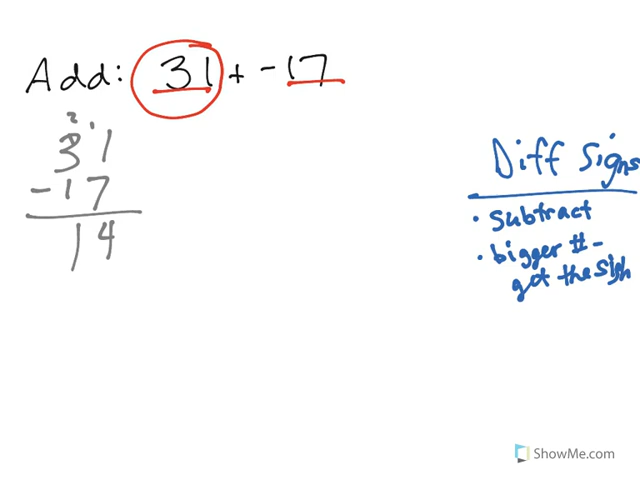 Add: 31 + -17
2 1
31
-17
14
Diff Signs
• subtract
• bigger # -
got the sign
ShowMe.com